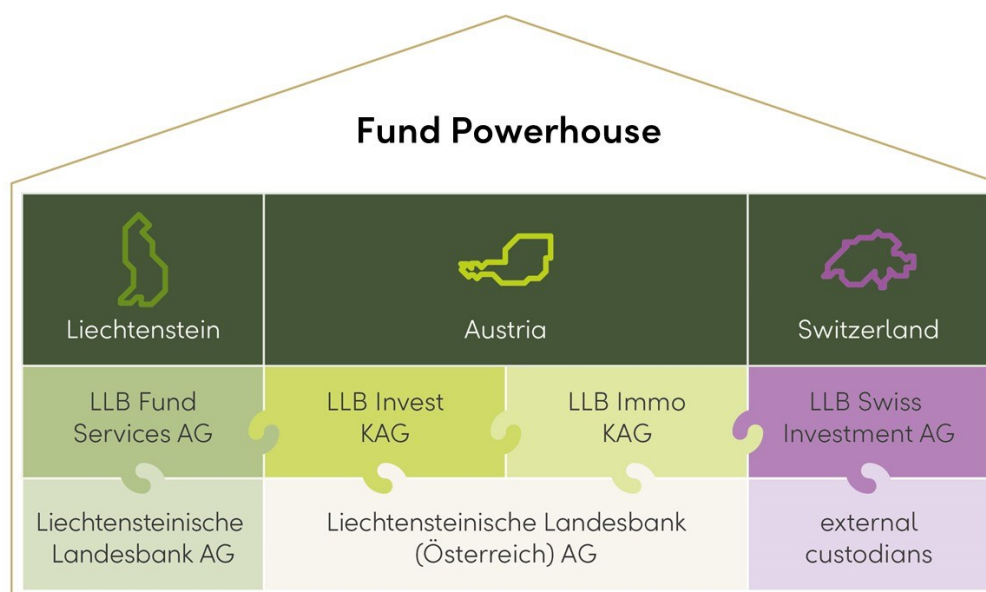 Fund Powerhouse
Liechtenstein
Austria
Switzerland
LLB Fund
Services AG
LLB Invest
KAG
LLB Immo
KAG
LLB Swiss
Investment AG
Liechtensteinische
Landesbank AG
Liechtensteinische Landesbank
(Österreich) AG
external
custodians